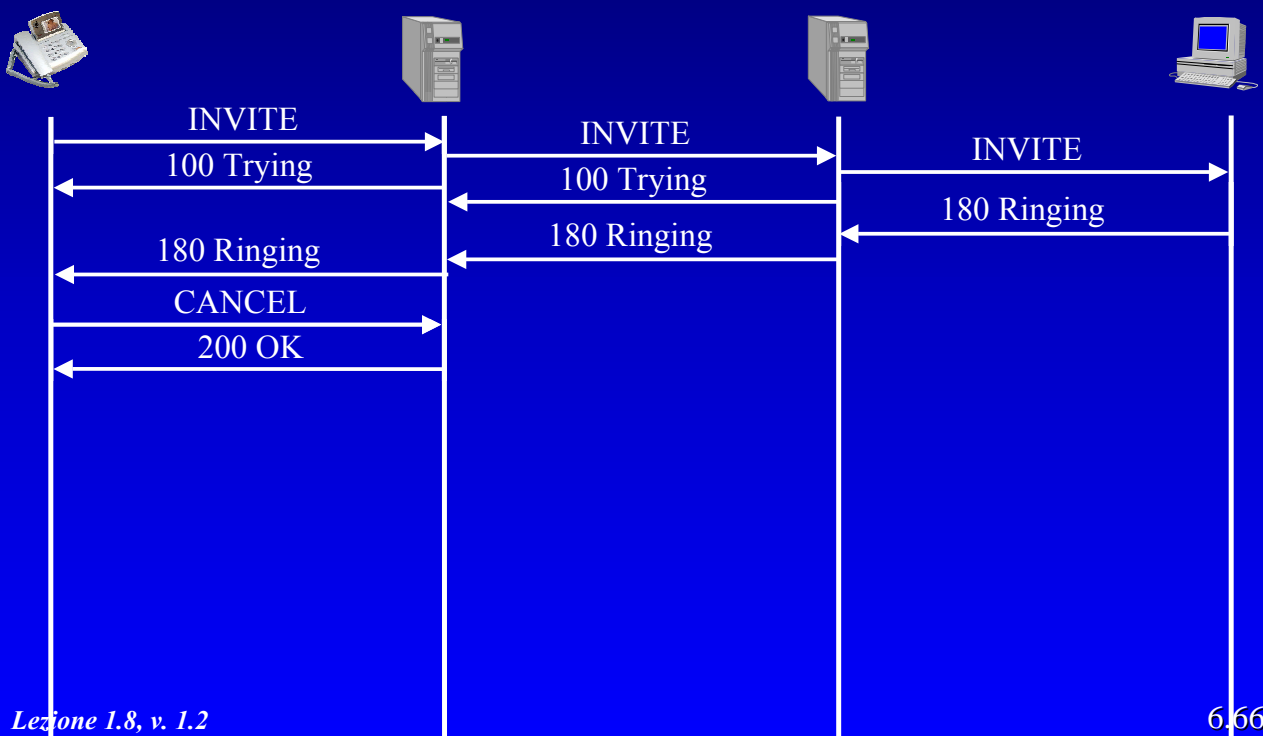 INVITE
INVITE
INVITE
100 Trying
100 Trying
180 Ringing
180 Ringing
180 Ringing
CANCEL
200 OK
Lezione 1.8, v. 1.2
6.66